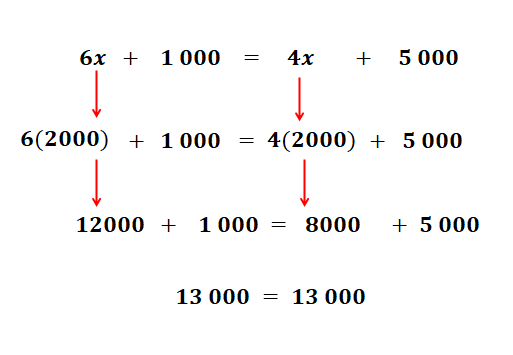 6x + 1 000 = 4x + 5 000
6(2000) + 1 000 = 4(2000) + 5 000
12000 + 1 000 = 8000 + 5 000
13 000 = 13 000